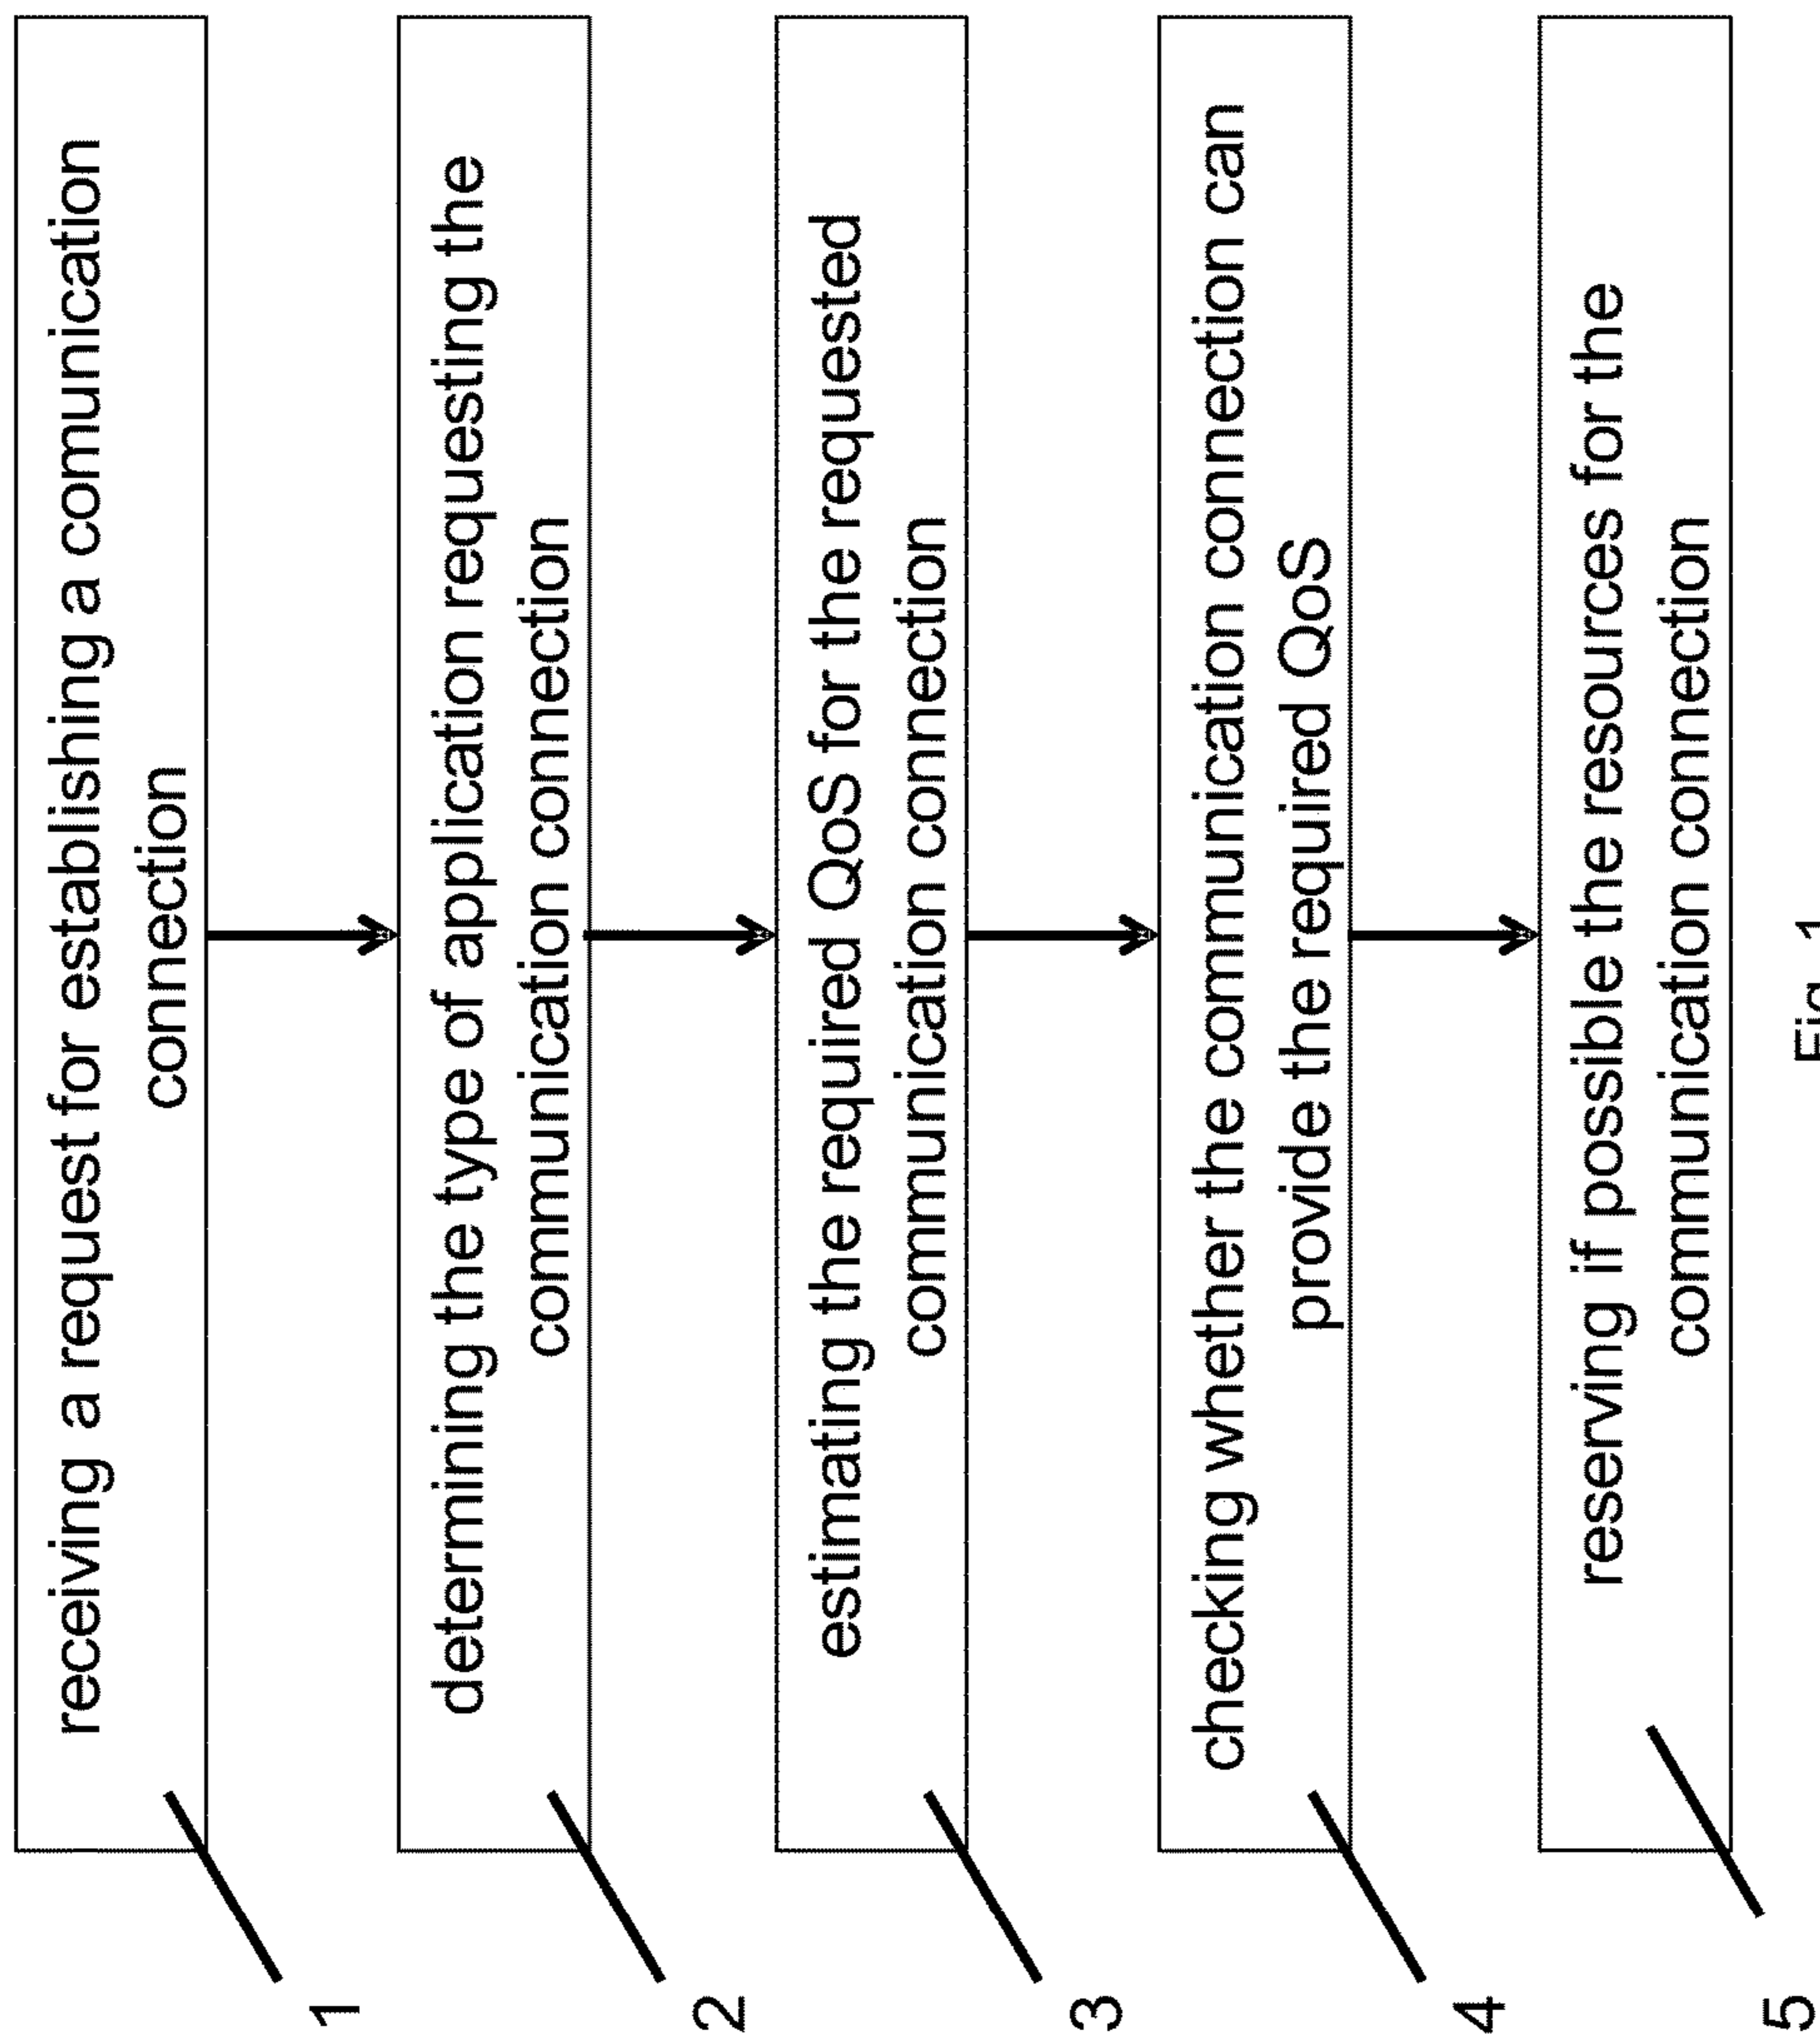 receiving a request for establishing a comunication
connection
1
determining the type of application requesting the
communication connection
2
estimating the required QoS for the requested
communication connection
3
checking whether the communication connection can
provide the required QoS
4
reserving if possible the resources for the
communication connection
5
Fig. 1